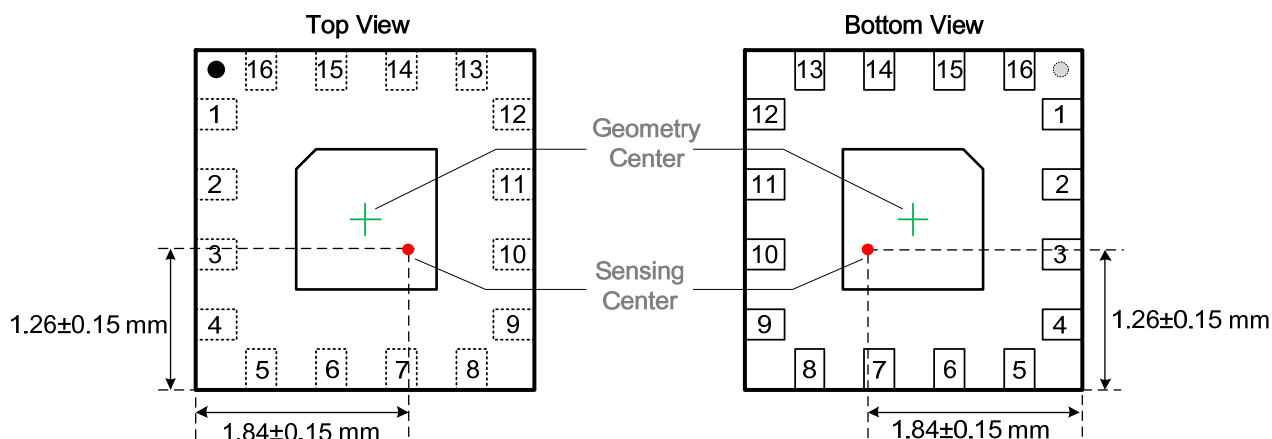 Top View
Bottom View
16 15 14 13
13 14 15 16
1
12
12
1
Geometry
Center
2
11
11
2
3
10
10
3
Sensing
Center
4
9
9
4
1.26±0.15 mm
1.26±0.15 mm
5 6 7 8
8 7 6 5
1.84±0.15 mm
1.84±0.15 mm